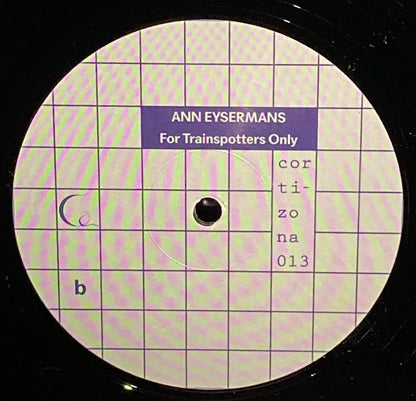 ANN EYSERMANS
For Trainspotters Only
cor
ti-
zo
na
013
b